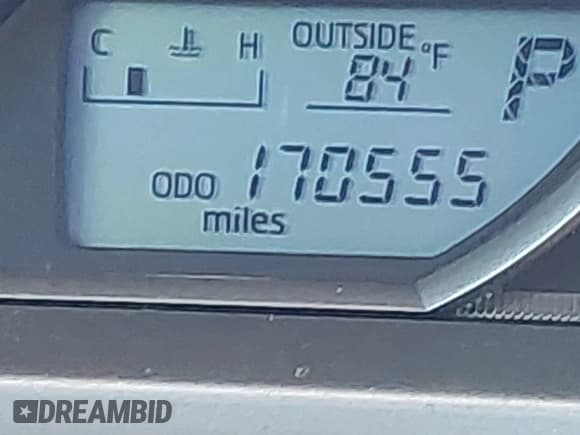 C H OUTSIDE °F P
84
ODO 170555
miles
DREAMBID